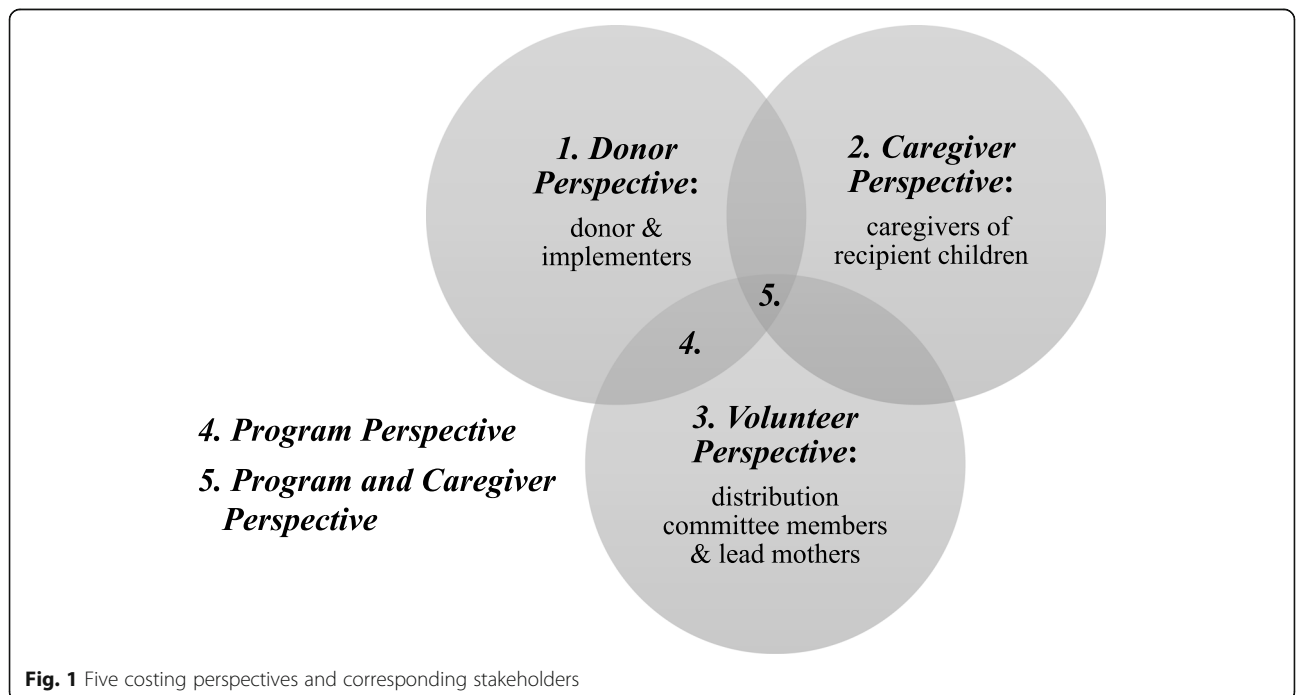 1. Donor
Perspective:
donor &
implementers
2. Caregiver
Perspective:
caregivers of
recipient children
5.
4.
3. Volunteer
Perspective:
distribution
committee members
& lead mothers
4. Program Perspective
5. Program and Caregiver
Perspective
Fig. 1 Five costing perspectives and corresponding stakeholders